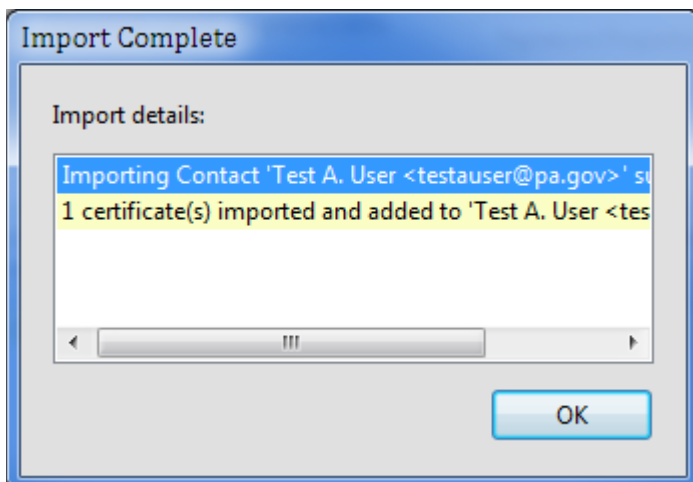 Import Complete
Import details:
Importing Contact 'Test A. User <testauser@pa.gov>' su
1 certificate(s) imported and added to 'Test A. User <tes
OK